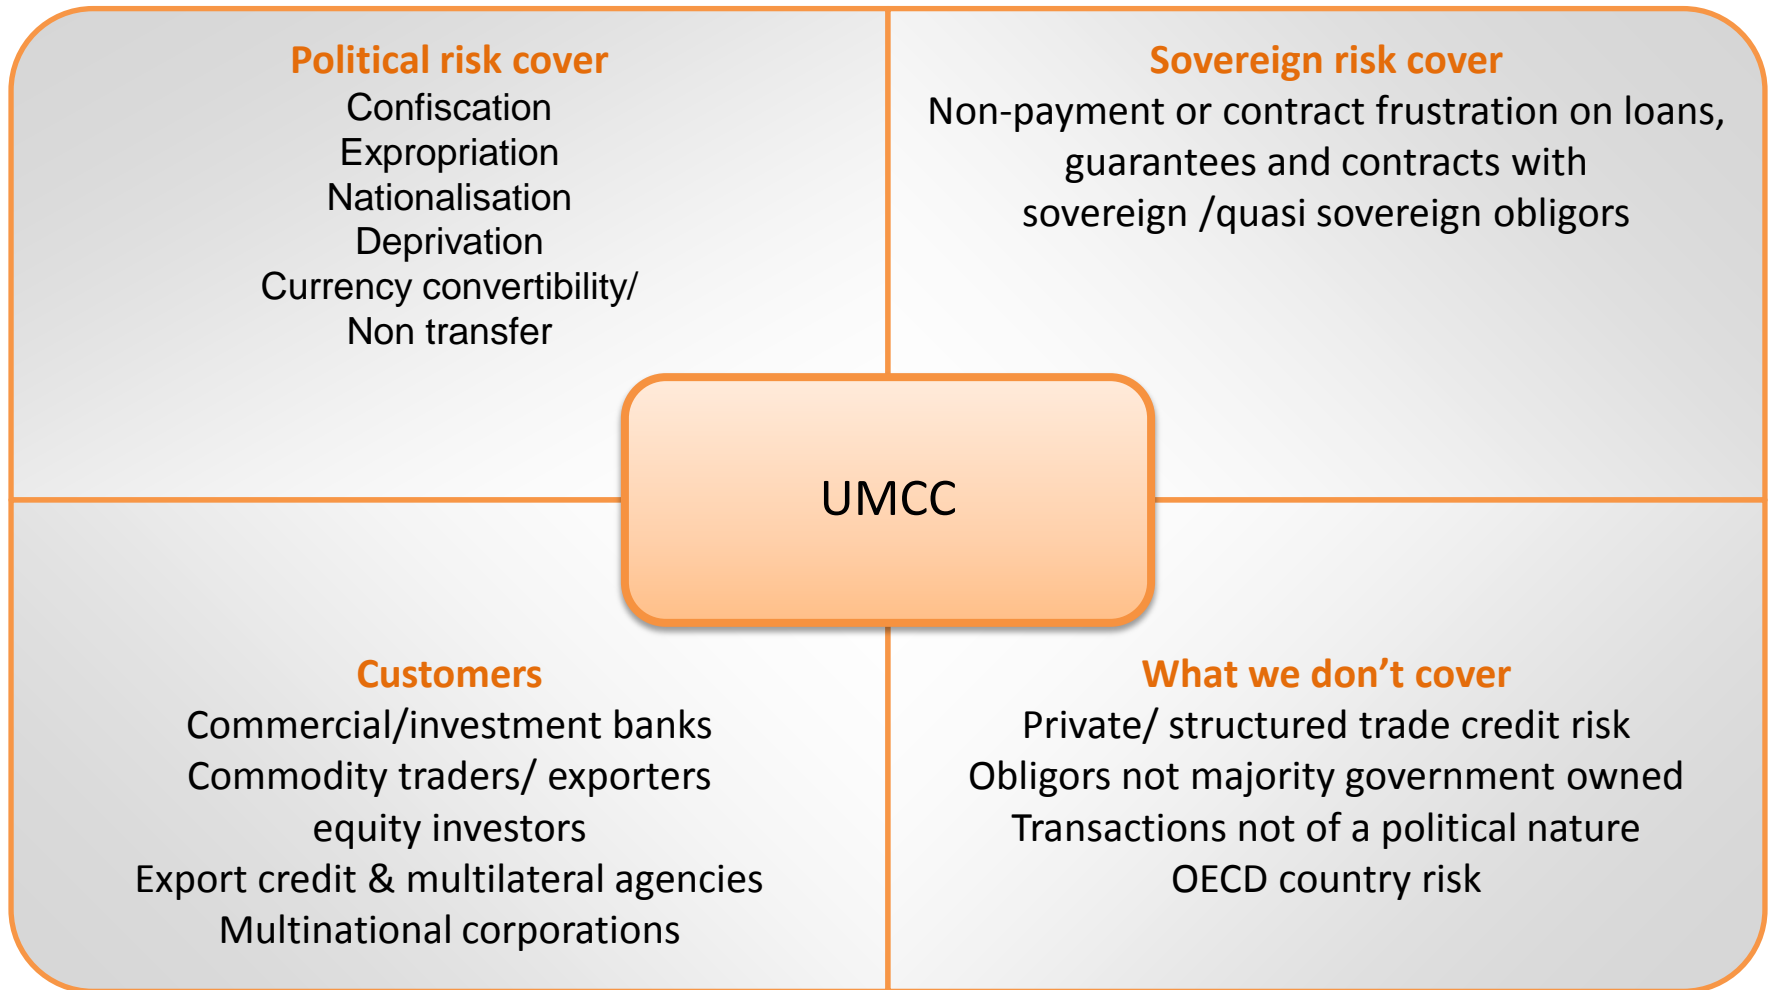 Political risk cover
Confiscation
Expropriation
Nationalisation
Deprivation
Currency convertibility/
Non transfer
Sovereign risk cover
Non-payment or contract frustration on loans,
guarantees and contracts with
sovereign /quasi sovereign obligors
UMCC
Customers
Commercial/investment banks
Commodity traders/ exporters
equity investors
Export credit & multilateral agencies
Multinational corporations
What we don’t cover
Private/ structured trade credit risk
Obligors not majority government owned
Transactions not of a political nature
OECD country risk